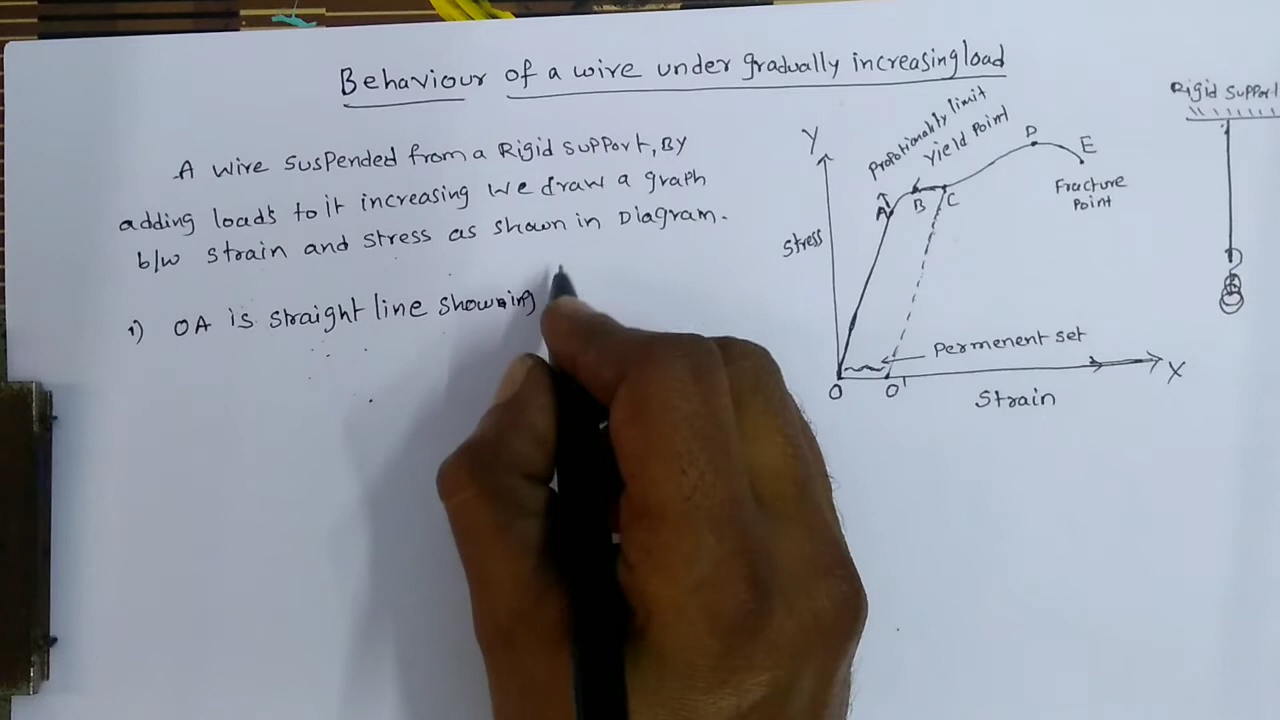 Behaviour of a wire under gradually increasing load
A wire suspended from a Rigid support, By
adding loads to it increasing We draw a graph
b/w strain and stress as shown in Diagram.
1) OA is straight line showing
Y
Stress
Propotionality limit
Yield Point
A
B
C
D
E
Fracture
Point
Permenent set
O
O'
Strain
X
Rigid support